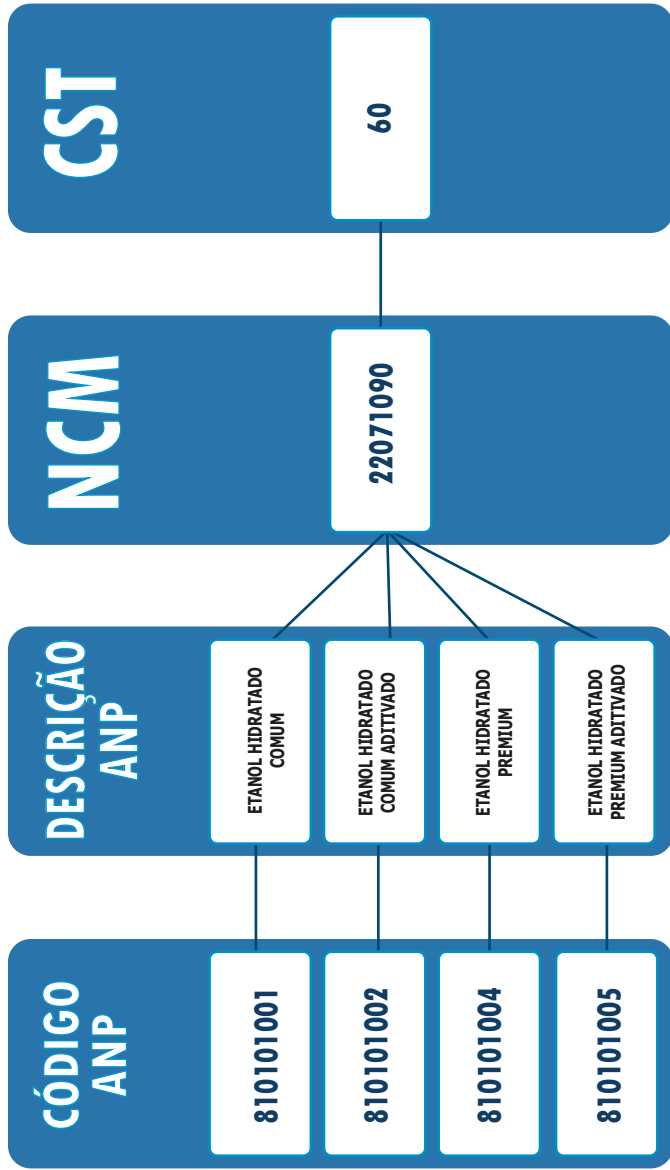 CÓDIGO
ANP
810101001
810101002
810101004
810101005
DESCRIÇÃO
ANP
ETANOL HIDRATADO
COMUM
ETANOL HIDRATADO
COMUM ADITIVADO
ETANOL HIDRATADO
PREMIUM
ETANOL HIDRATADO
PREMIUM ADITIVADO
NCM
22071090
CST
60